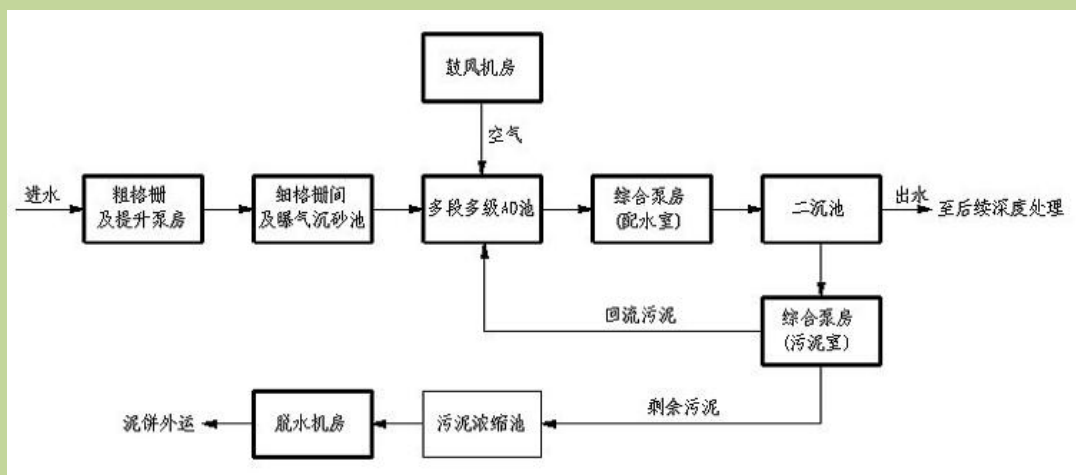 鼓风机房
空气
进水
粗格栅
及提升泵房
细格栅间
及曝气沉砂池
多段多级AO池
综合泵房
(配水室)
二沉池
出水
至后续深度处理
回流污泥
综合泵房
(污泥室)
剩余污泥
泥饼外运
脱水机房
污泥浓缩池